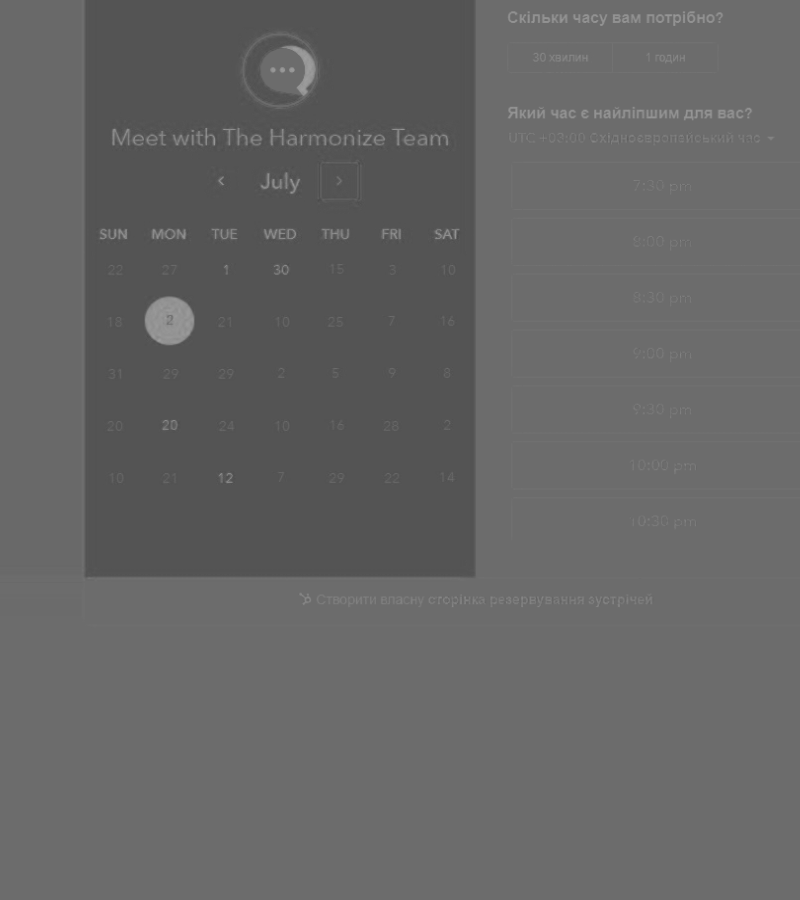 Meet with The Harmonize Team
July
SUN MON TUE WED THU FRI SAT
22 27 1 30 15 3 10
18 2 21 10 25 7 16
31 29 29 2 5 9 8
20 20 24 10 16 28 2
10 21 12 7 29 22 14
Скільки часу вам потрібно?
30 хвилин 1 годин
Який час є найліпшим для вас?
UTC +03:00 Східноєвропейський час
7:30 pm
8:00 pm
8:30 pm
9:00 pm
9:30 pm
10:00 pm
10:30 pm
Створити власну сторінка резервування зустрічей